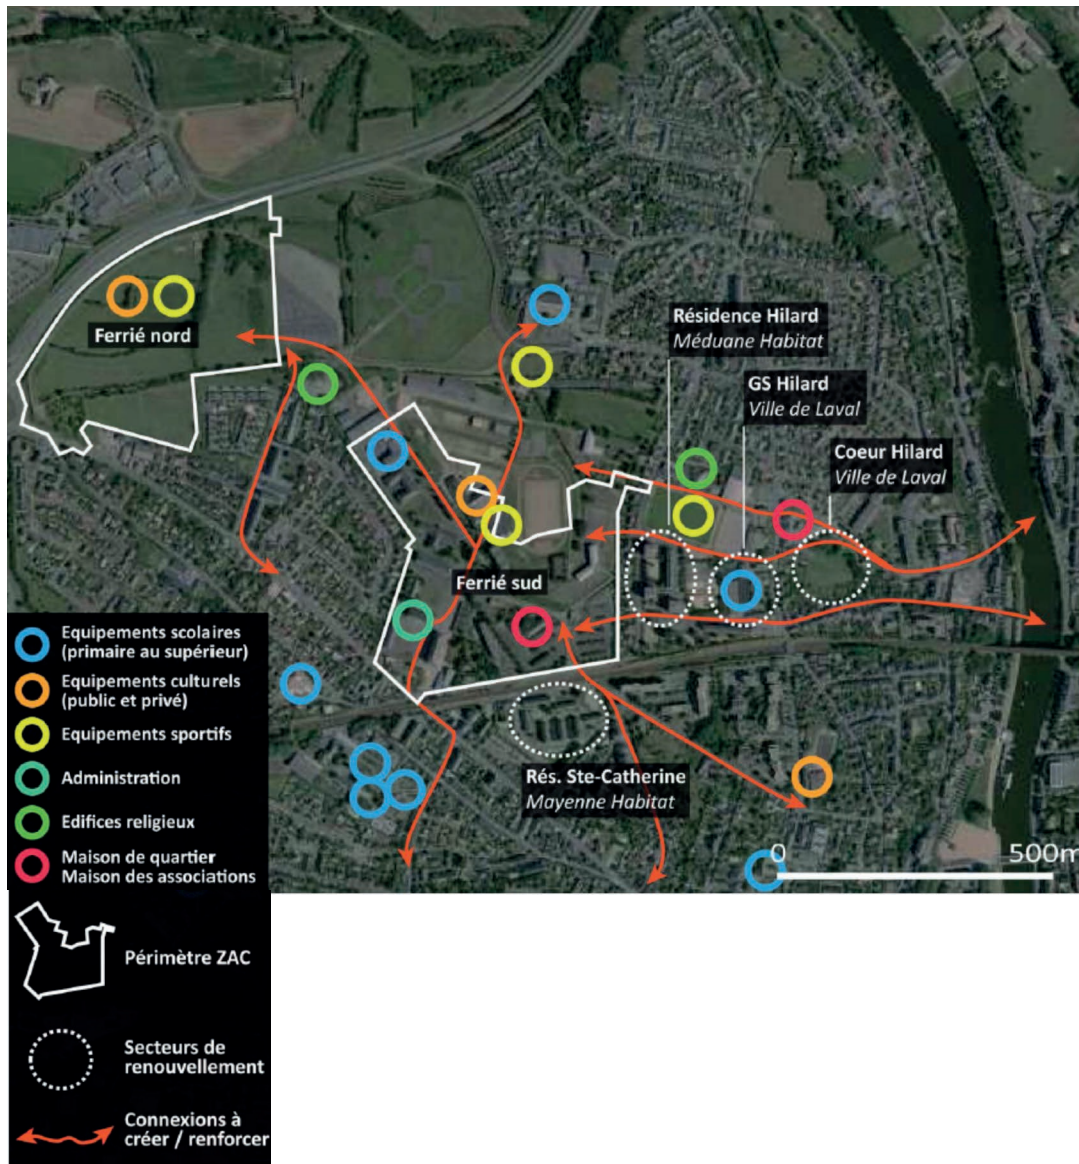 Résidence Hilard
Méduane Habitat
Ferrié nord
GS Hilard
Ville de Laval
Coeur Hilard
Ville de Laval
Ferrié sud
Rés. Ste-Catherine
Mayenne Habitat
0
500m
Equipements scolaires
(primaire au supérieur)
Equipements culturels
(public et privé)
Equipements sportifs
Administration
Edifices religieux
Maison de quartier
Maison des associations
Périmètre ZAC
Secteurs de
renouvellement
Connexions à
créer / renforcer